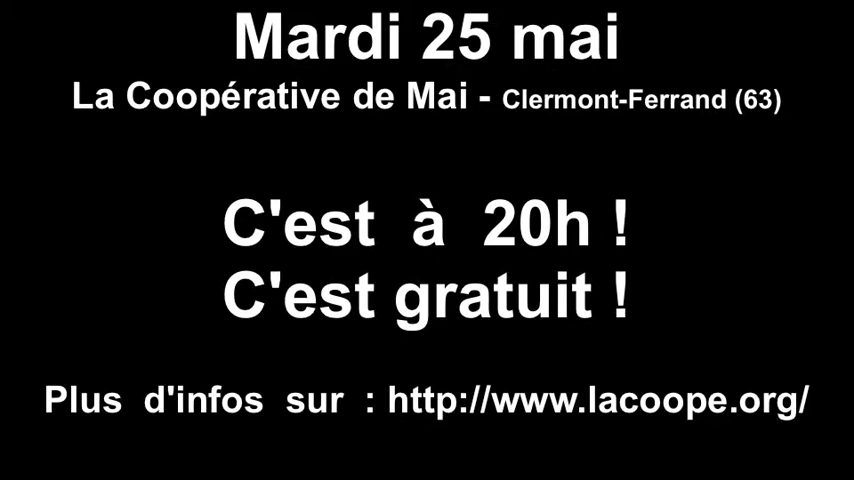 Mardi 25 mai
La Coopérative de Mai - Clermont-Ferrand (63)
C'est à 20h !
C'est gratuit !
Plus d'infos sur : http://www.lacoope.org/